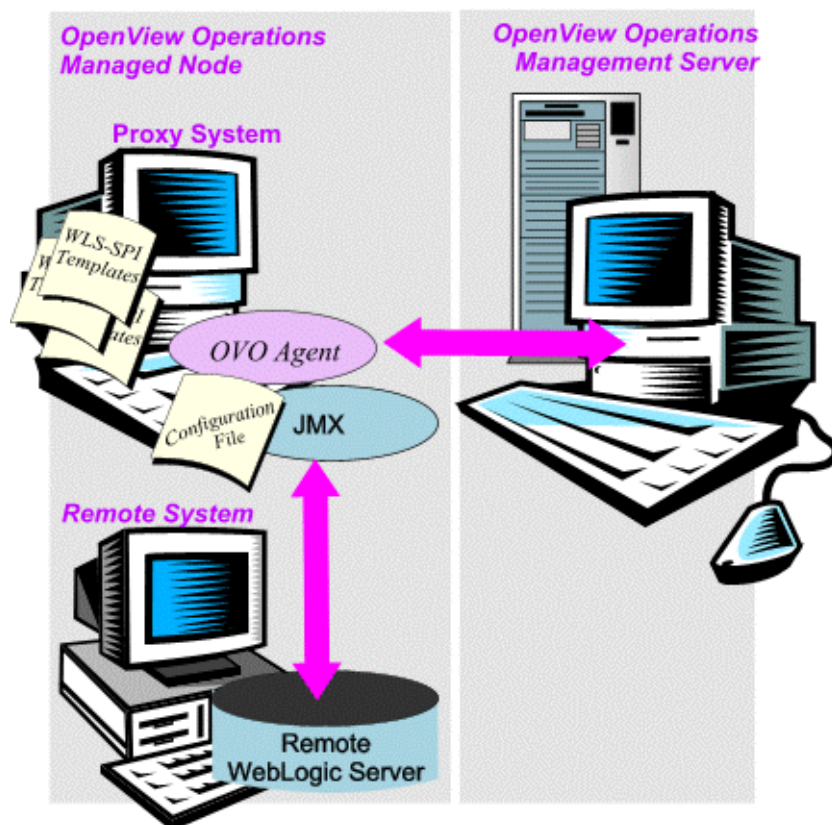 OpenView Operations
Managed Node
OpenView Operations
Management Server
Proxy System
WLS-SPI
Templates
W
T
I
ates
OVO Agent
Configuration
File
JMX
Remote System
Remote
WebLogic Server